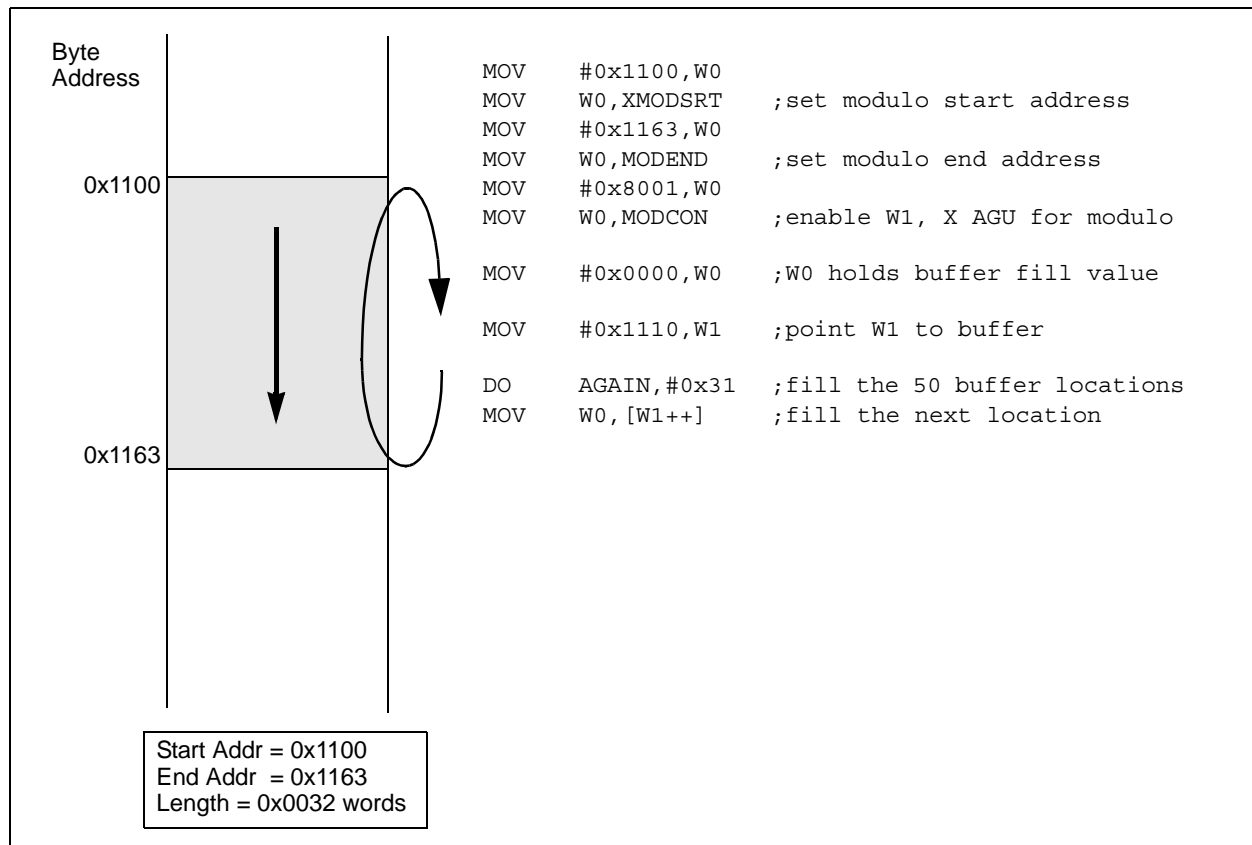 Byte
Address
0x1100
0x1163
MOV #0x1100,W0
MOV W0,XMODSRT ;set modulo start address
MOV #0x1163,W0
MOV W0,MODEND ;set modulo end address
MOV #0x8001,W0
MOV W0,MODCON ;enable W1, X AGU for modulo
MOV #0x0000,W0 ;W0 holds buffer fill value
MOV #0x1110,W1 ;point W1 to buffer
DO AGAIN,#0x31 ;fill the 50 buffer locations
MOV W0,[W1++] ;fill the next location
Start Addr = 0x1100
End Addr = 0x1163
Length = 0x0032 words